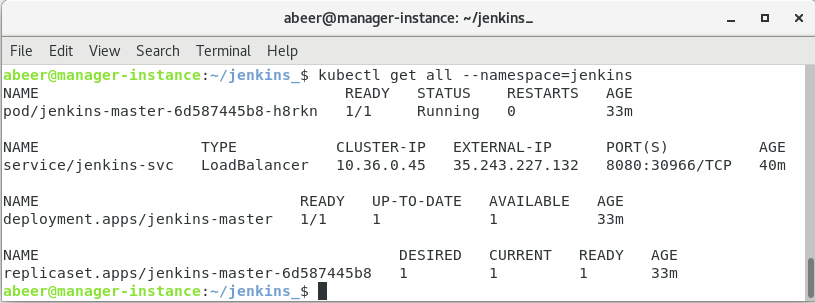 abeer@manager-instance: ~/jenkins_
File Edit View Search Terminal Help
abeer@manager-instance:~/jenkins_$ kubectl get all --namespace=jenkins
NAME READY STATUS RESTARTS AGE
pod/jenkins-master-6d587445b8-h8rkn 1/1 Running 0 33m
NAME TYPE CLUSTER-IP EXTERNAL-IP PORT(S) AGE
service/jenkins-svc LoadBalancer 10.36.0.45 35.243.227.132 8080:30966/TCP 40m
NAME READY UP-TO-DATE AVAILABLE AGE
deployment.apps/jenkins-master 1/1 1 1 33m
NAME DESIRED CURRENT READY AGE
replicaset.apps/jenkins-master-6d587445b8 1 1 1 33m
abeer@manager-instance:~/jenkins_$